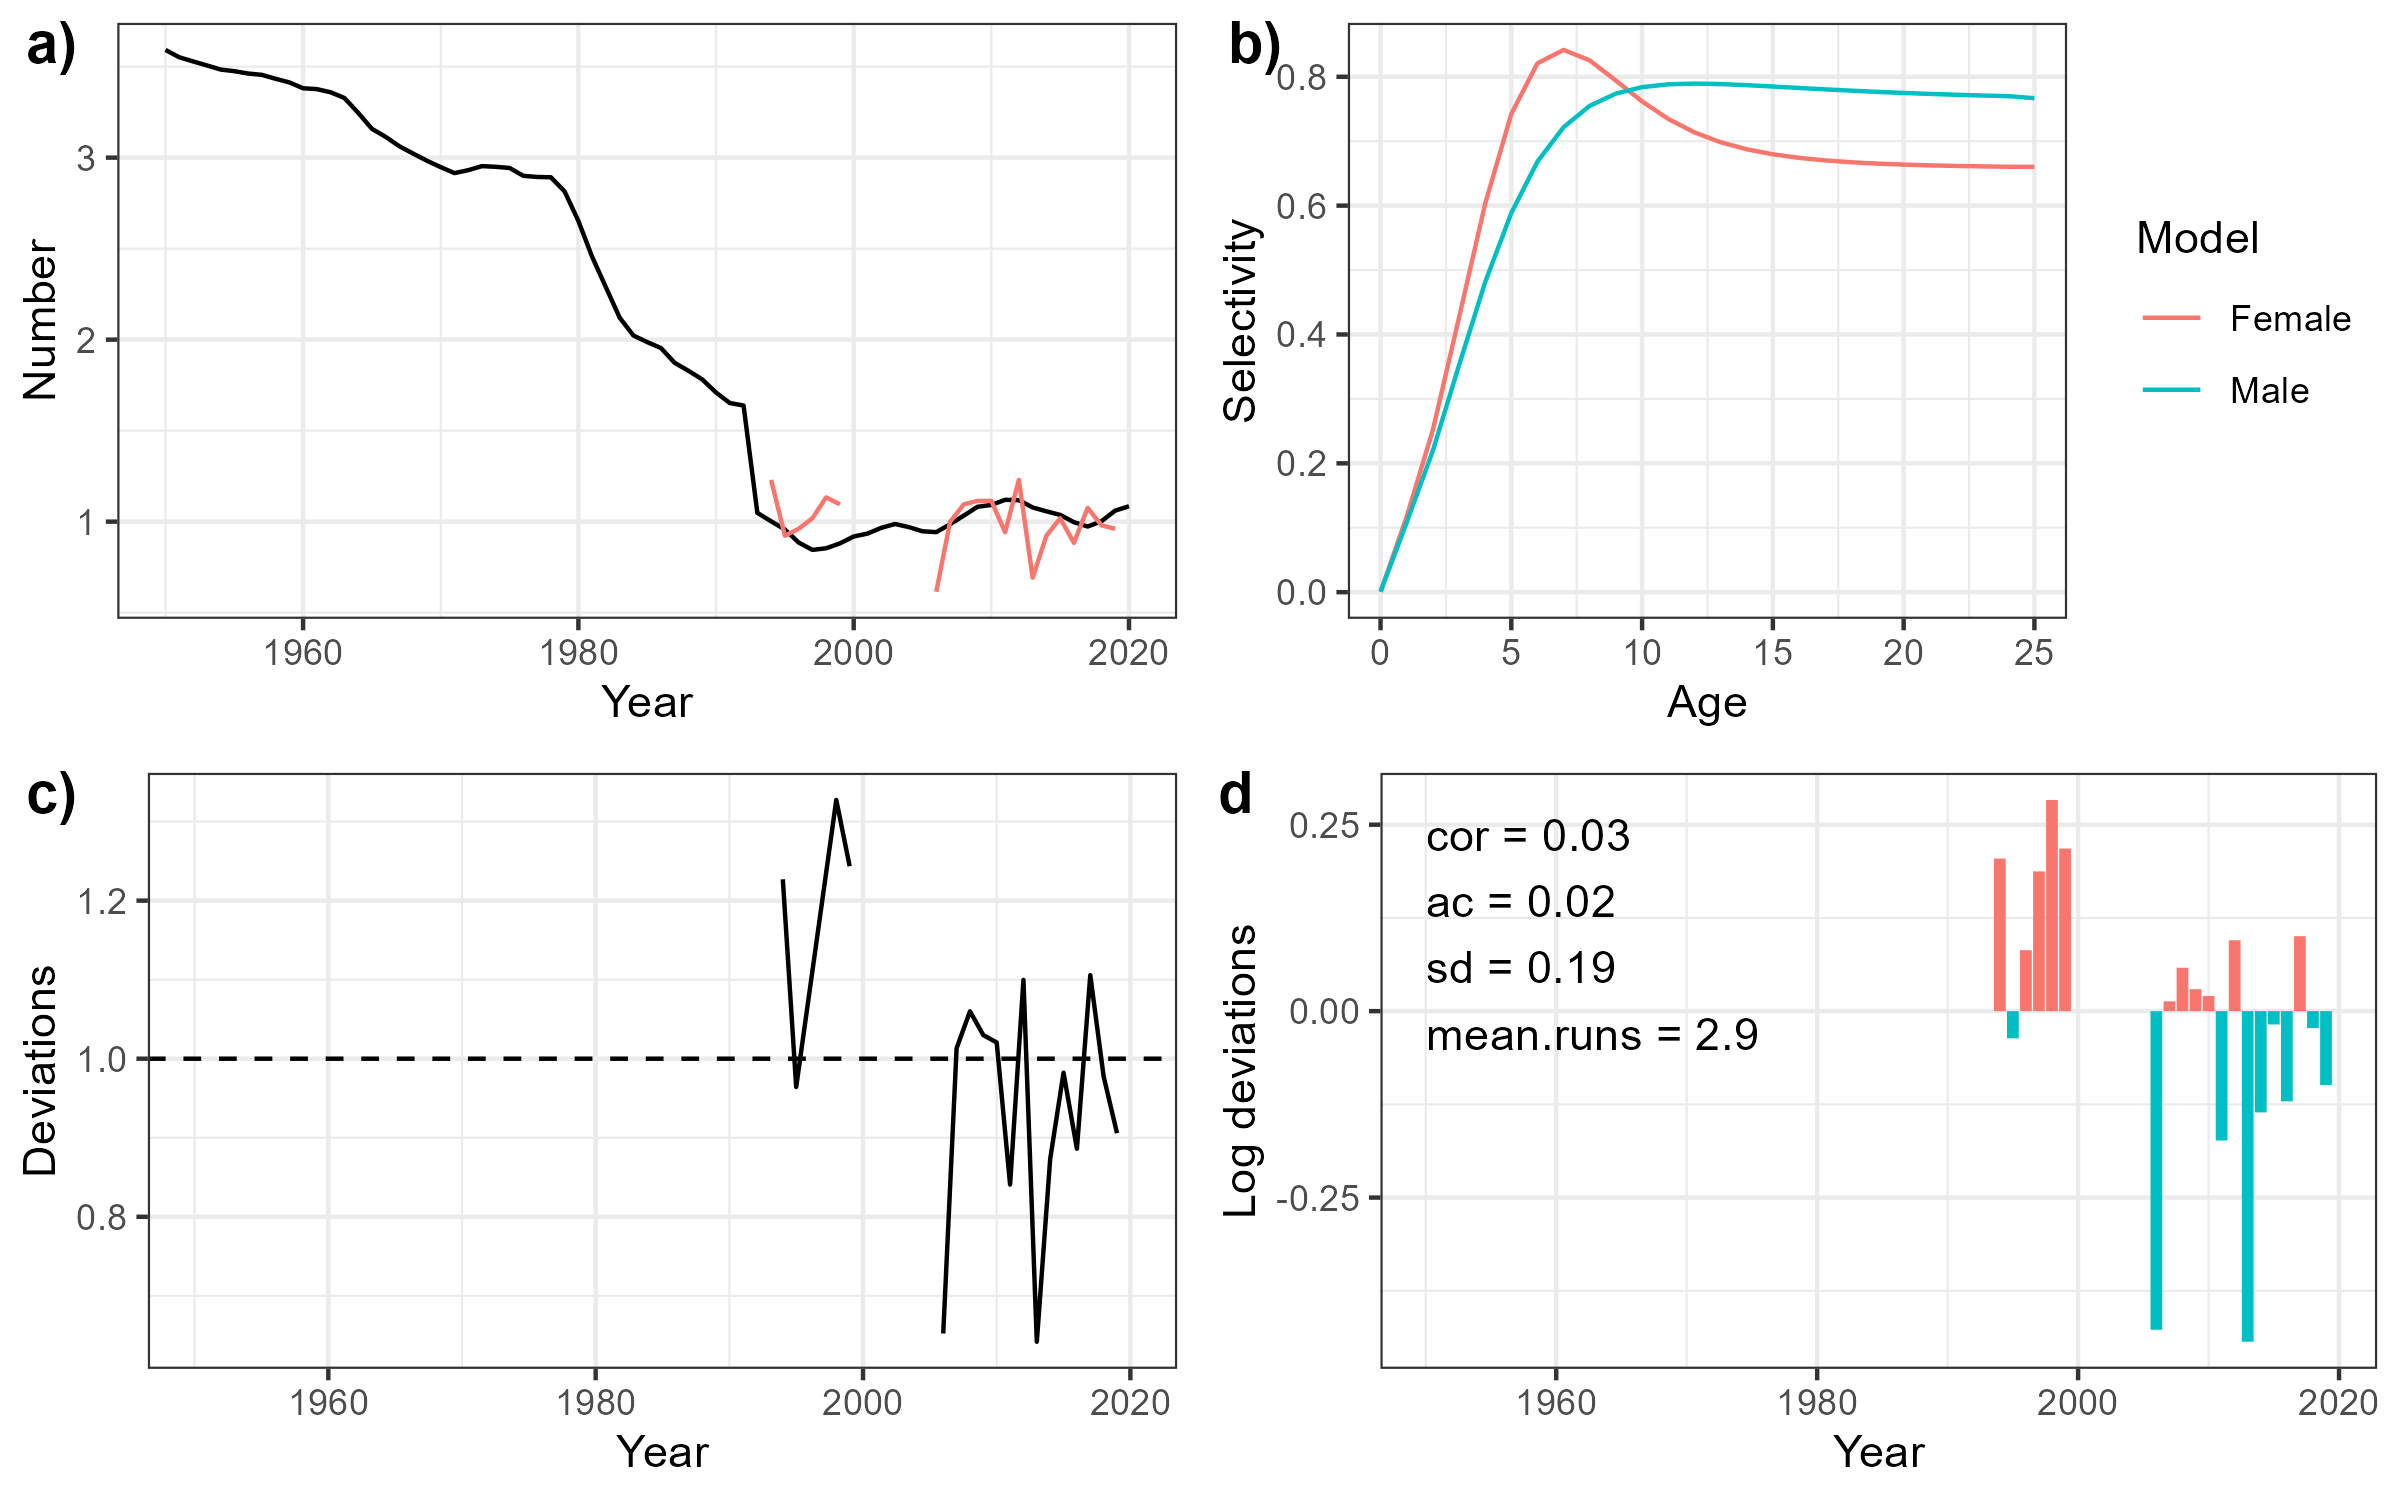 a)
Number
3
2
1
1960 1980 2000 2020
Year
b)
Selectivity
0.8
0.6
0.4
0.2
0.0
0 5 10 15 20 25
Age
Model
Female
Male
c)
Deviations
1.2
1.0
0.8
1960 1980 2000 2020
Year
d
Log deviations
0.25
0.00
-0.25
cor = 0.03
ac = 0.02
sd = 0.19
mean.runs = 2.9
1960 1980 2000 2020
Year